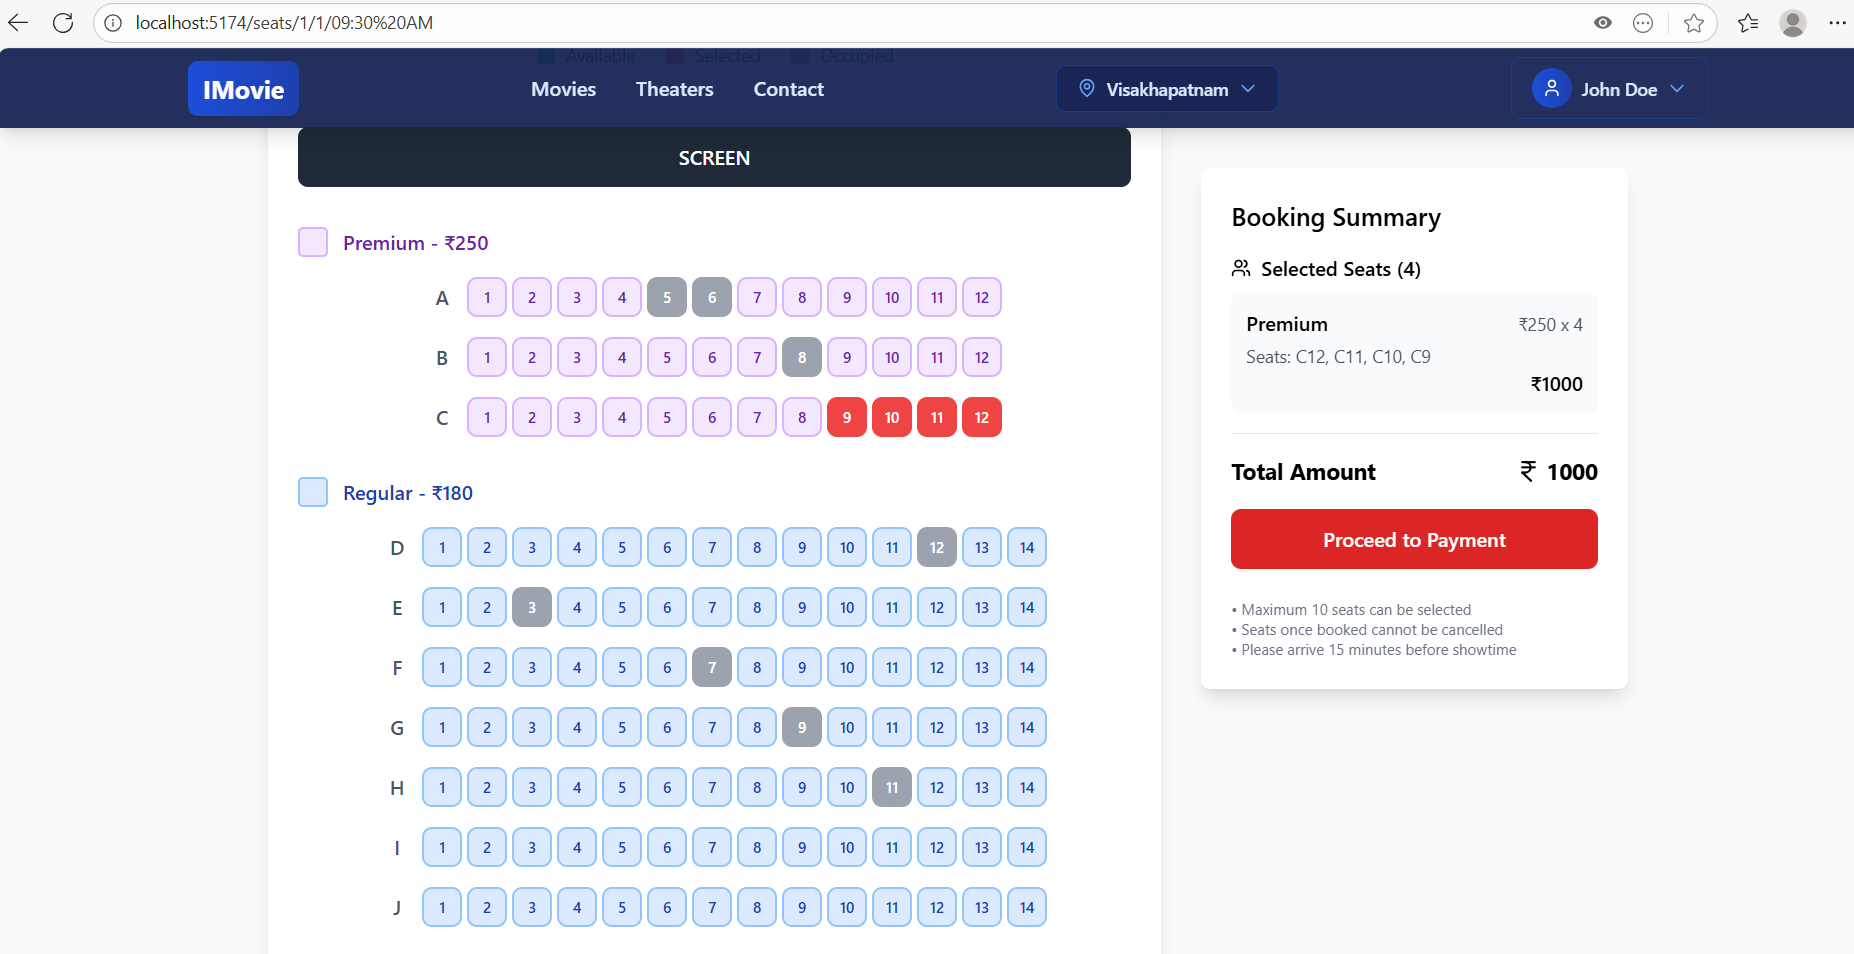 localhost:5174/seats/1/1/09:30%20AM
Available Selected Occupied
IMovie Movies Theaters Contact Visakhapatnam John Doe
SCREEN
Premium - ₹250
A 1 2 3 4 5 6 7 8 9 10 11 12
B 1 2 3 4 5 6 7 8 9 10 11 12
C 1 2 3 4 5 6 7 8 9 10 11 12
Regular - ₹180
D 1 2 3 4 5 6 7 8 9 10 11 12 13 14
E 1 2 3 4 5 6 7 8 9 10 11 12 13 14
F 1 2 3 4 5 6 7 8 9 10 11 12 13 14
G 1 2 3 4 5 6 7 8 9 10 11 12 13 14
H 1 2 3 4 5 6 7 8 9 10 11 12 13 14
I 1 2 3 4 5 6 7 8 9 10 11 12 13 14
J 1 2 3 4 5 6 7 8 9 10 11 12 13 14
Booking Summary
Selected Seats (4)
Premium ₹250 x 4
Seats: C12, C11, C10, C9
₹1000
Total Amount ₹ 1000
Proceed to Payment
• Maximum 10 seats can be selected
• Seats once booked cannot be cancelled
• Please arrive 15 minutes before showtime